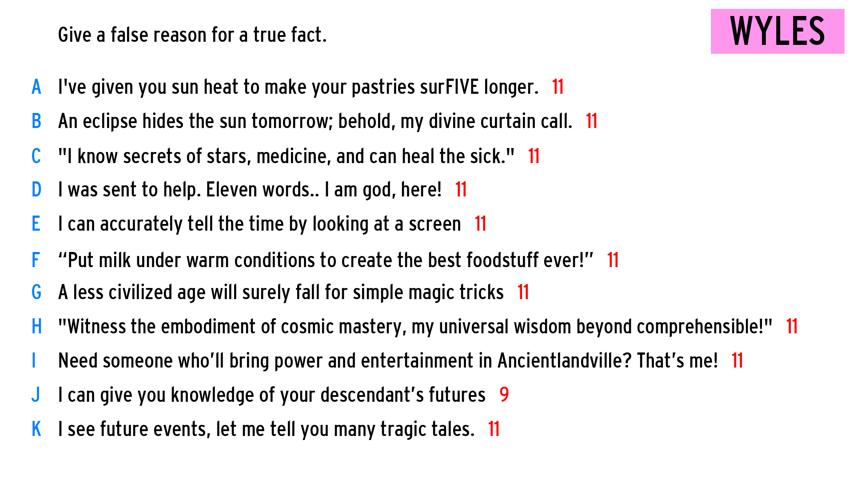 Give a false reason for a true fact.
WYLES
A I've given you sun heat to make your pastries surFIVE longer. 11
B An eclipse hides the sun tomorrow; behold, my divine curtain call. 11
C "I know secrets of stars, medicine, and can heal the sick." 11
D I was sent to help. Eleven words.. I am god, here! 11
E I can accurately tell the time by looking at a screen 11
F “Put milk under warm conditions to create the best foodstuff ever!” 11
G A less civilized age will surely fall for simple magic tricks 11
H "Witness the embodiment of cosmic mastery, my universal wisdom beyond comprehensible!" 11
I Need someone who’ll bring power and entertainment in Ancientlandville? That’s me! 11
J I can give you knowledge of your descendant’s futures 9
K I see future events, let me tell you many tragic tales. 11